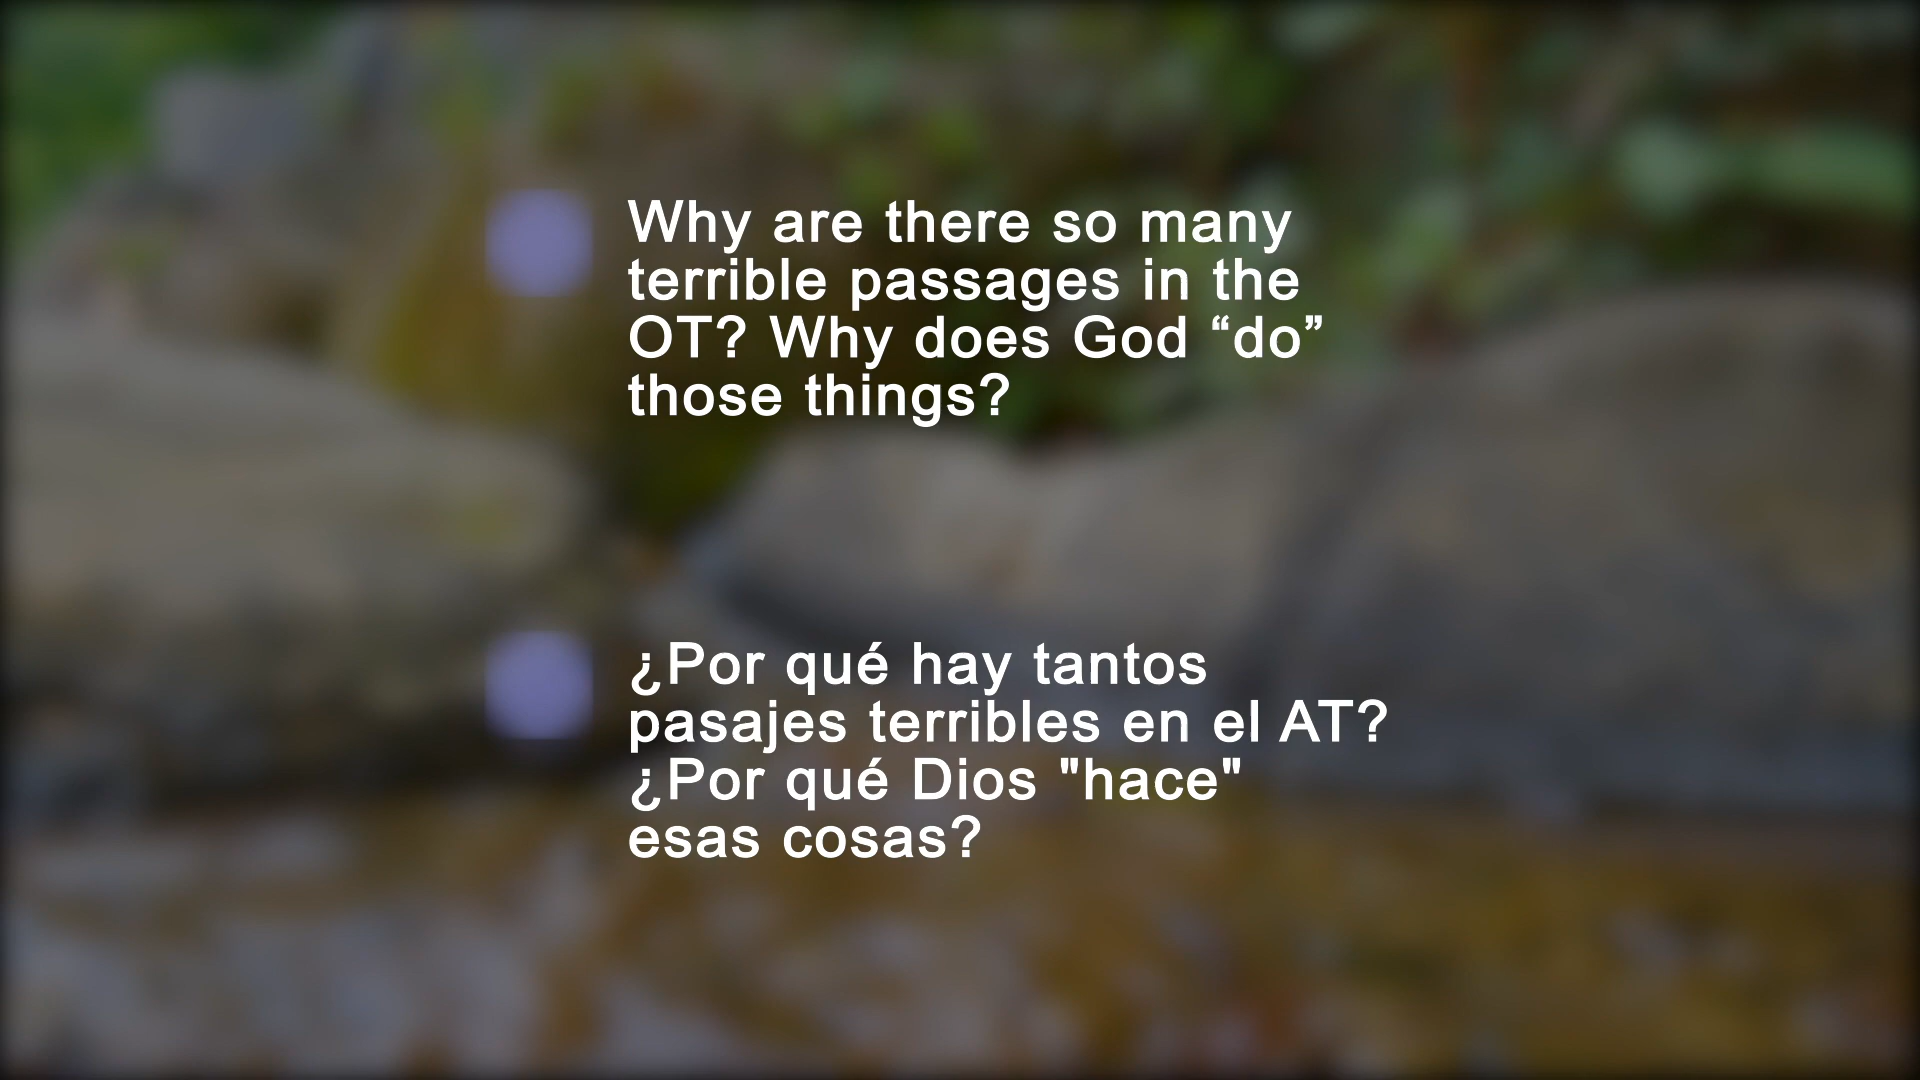 Why are there so many
terrible passages in the
OT? Why does God “do”
those things?
¿Por qué hay tantos
pasajes terribles en el AT?
¿Por qué Dios "hace"
esas cosas?